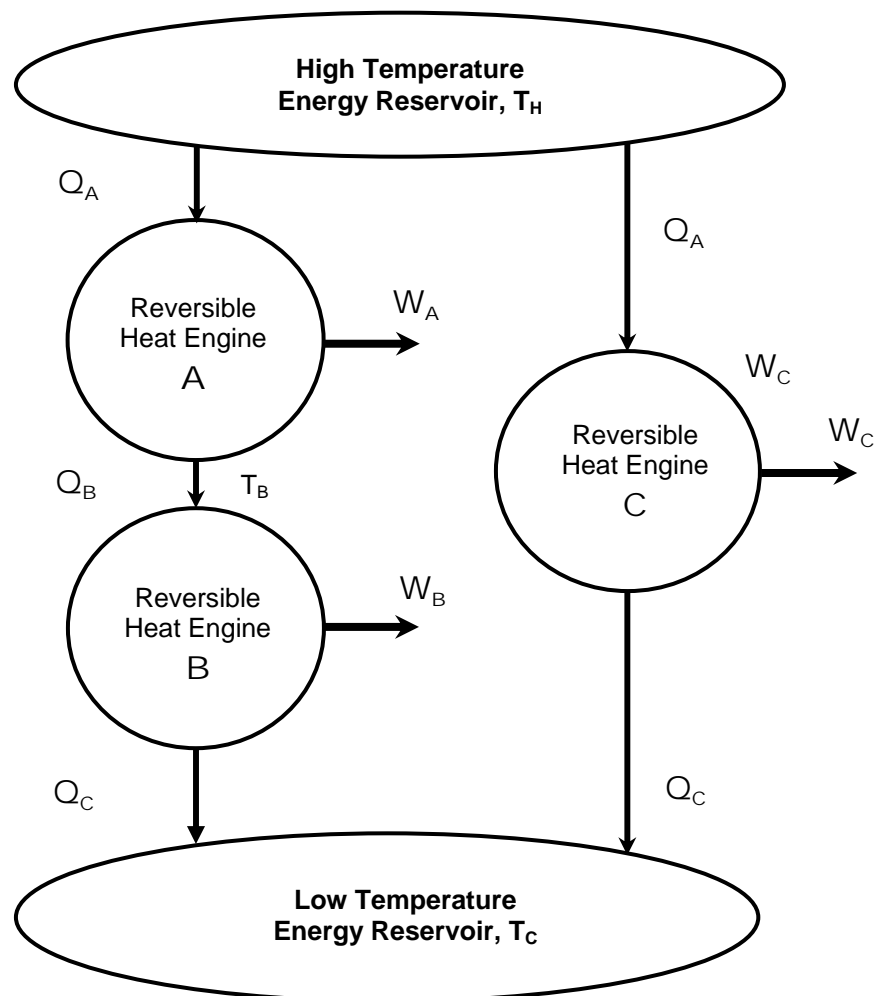 High Temperature
Energy Reservoir, TH
QA
QA
Reversible
Heat Engine
A
WA
WC
WC
Reversible
Heat Engine
C
QB
TB
Reversible
Heat Engine
B
WB
QC
QC
Low Temperature
Energy Reservoir, TC